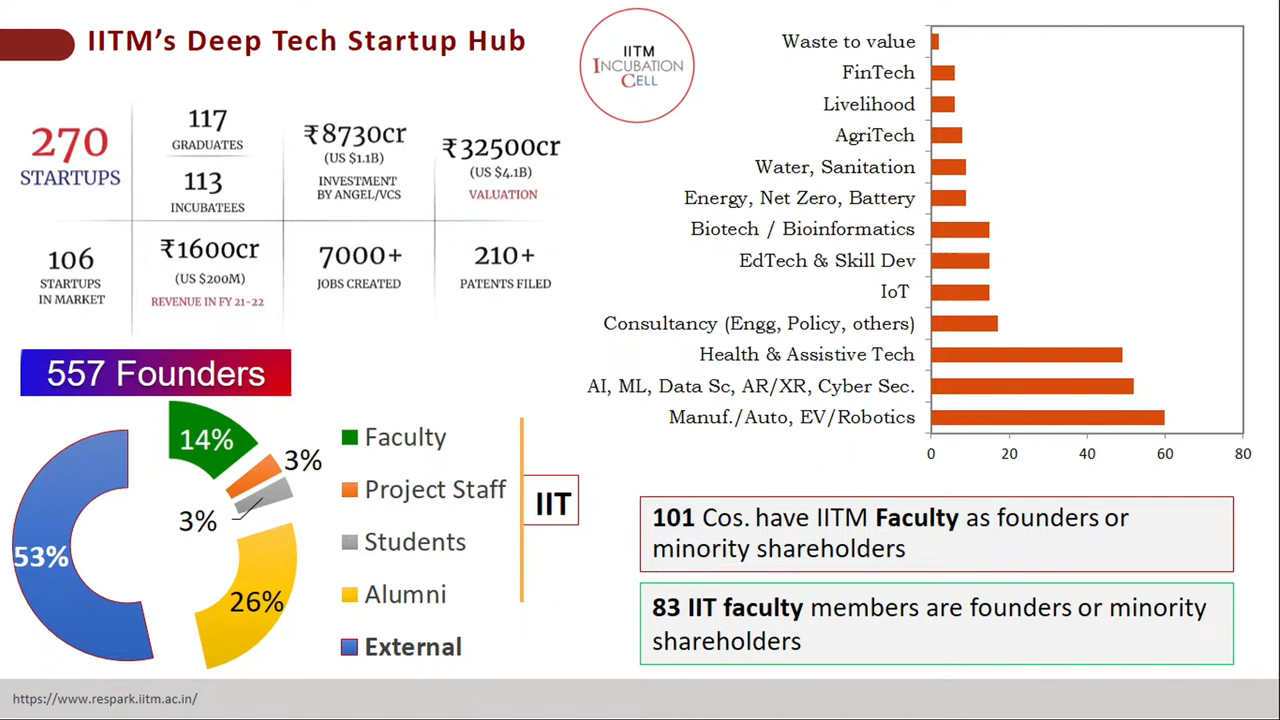 IITM's Deep Tech Startup Hub
IITM
INCUBATION
CELL
270
STARTUPS
117
GRADUATES
113
INCUBATEES
₹8730cr
(US $1.1B)
INVESTMENT
BY ANGEL/VCS
₹32500cr
(US $4.1B)
VALUATION
106
STARTUPS
IN MARKET
₹1600cr
(US $200M)
REVENUE IN FY 21-22
7000+
JOBS CREATED
210+
PATENTS FILED
557 Founders
14%
3%
3%
26%
53%
Faculty
Project Staff
Students
Alumni
External
IIT
Waste to value
FinTech
Livelihood
AgriTech
Water, Sanitation
Energy, Net Zero, Battery
Biotech / Bioinformatics
EdTech & Skill Dev
IoT
Consultancy (Engg, Policy, others)
Health & Assistive Tech
AI, ML, Data Sc, AR/XR, Cyber Sec.
Manuf./Auto, EV/Robotics
0 20 40 60 80
101 Cos. have IITM Faculty as founders or
minority shareholders
83 IIT faculty members are founders or minority
shareholders
https://www.respark.iitm.ac.in/